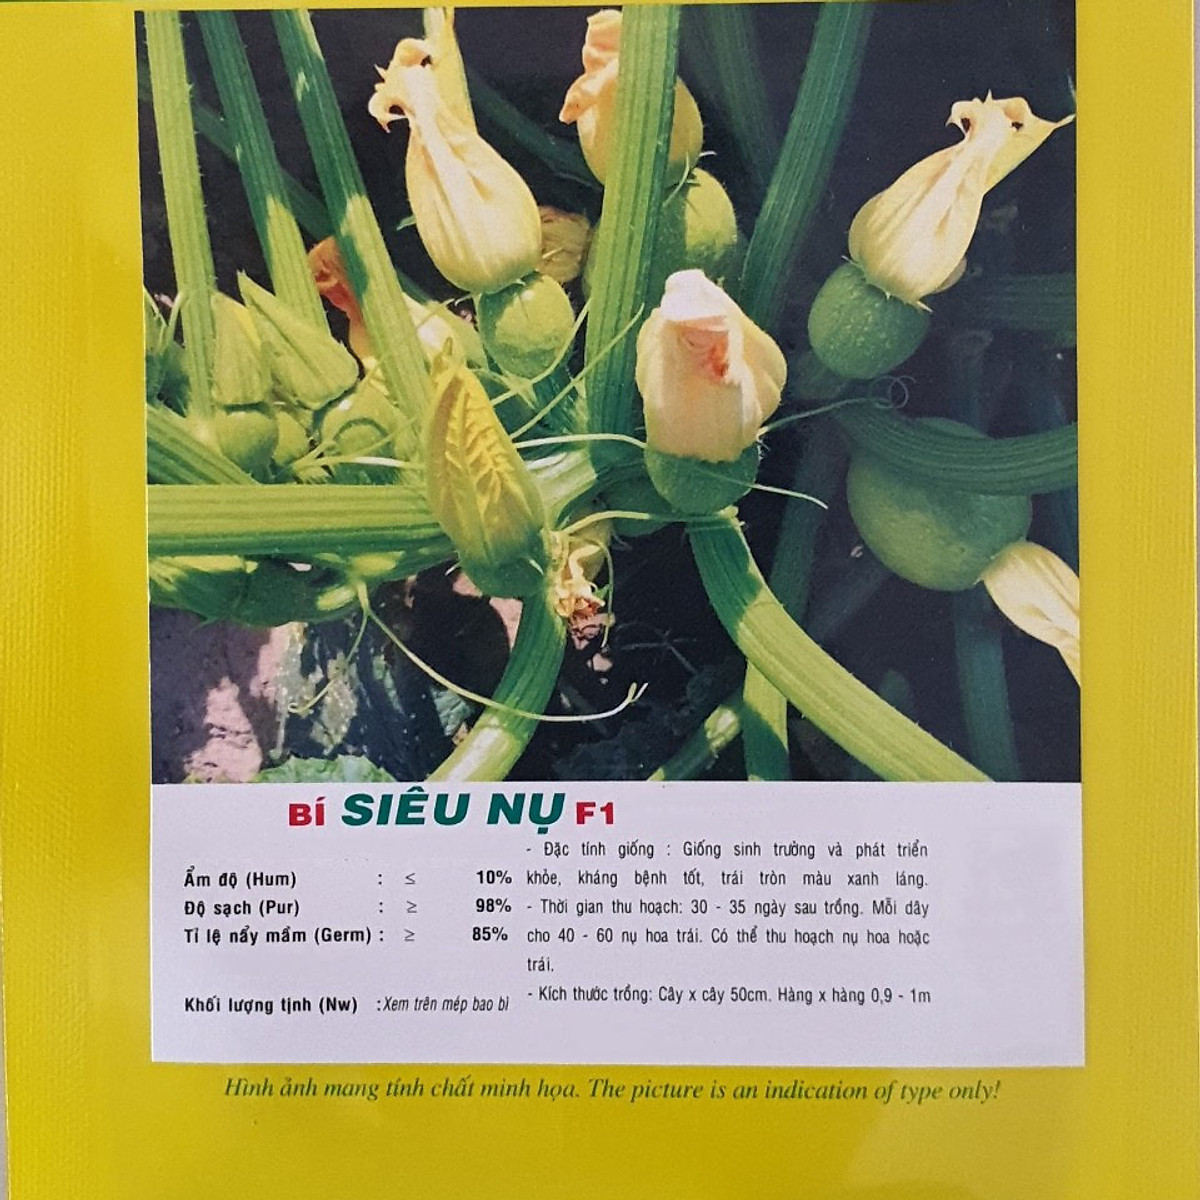 BÍ SIÊU NỤ F1
Ẩm độ (Hum) : ≤ 10%
Độ sạch (Pur) : ≥ 98%
Tỉ lệ nẩy mầm (Germ) : ≥ 85%
Khối lượng tịnh (Nw) :Xem trên mép bao bì
- Đặc tính giống : Giống sinh trưởng và phát triển
khỏe, kháng bệnh tốt, trái tròn màu xanh láng.
- Thời gian thu hoạch: 30 - 35 ngày sau trồng. Mỗi dây
cho 40 - 60 nụ hoa trái. Có thể thu hoạch nụ hoa hoặc
trái.
- Kích thước trồng: Cây x cây 50cm. Hàng x hàng 0,9 - 1m
Hình ảnh mang tính chất minh họa. The picture is an indication of type only!